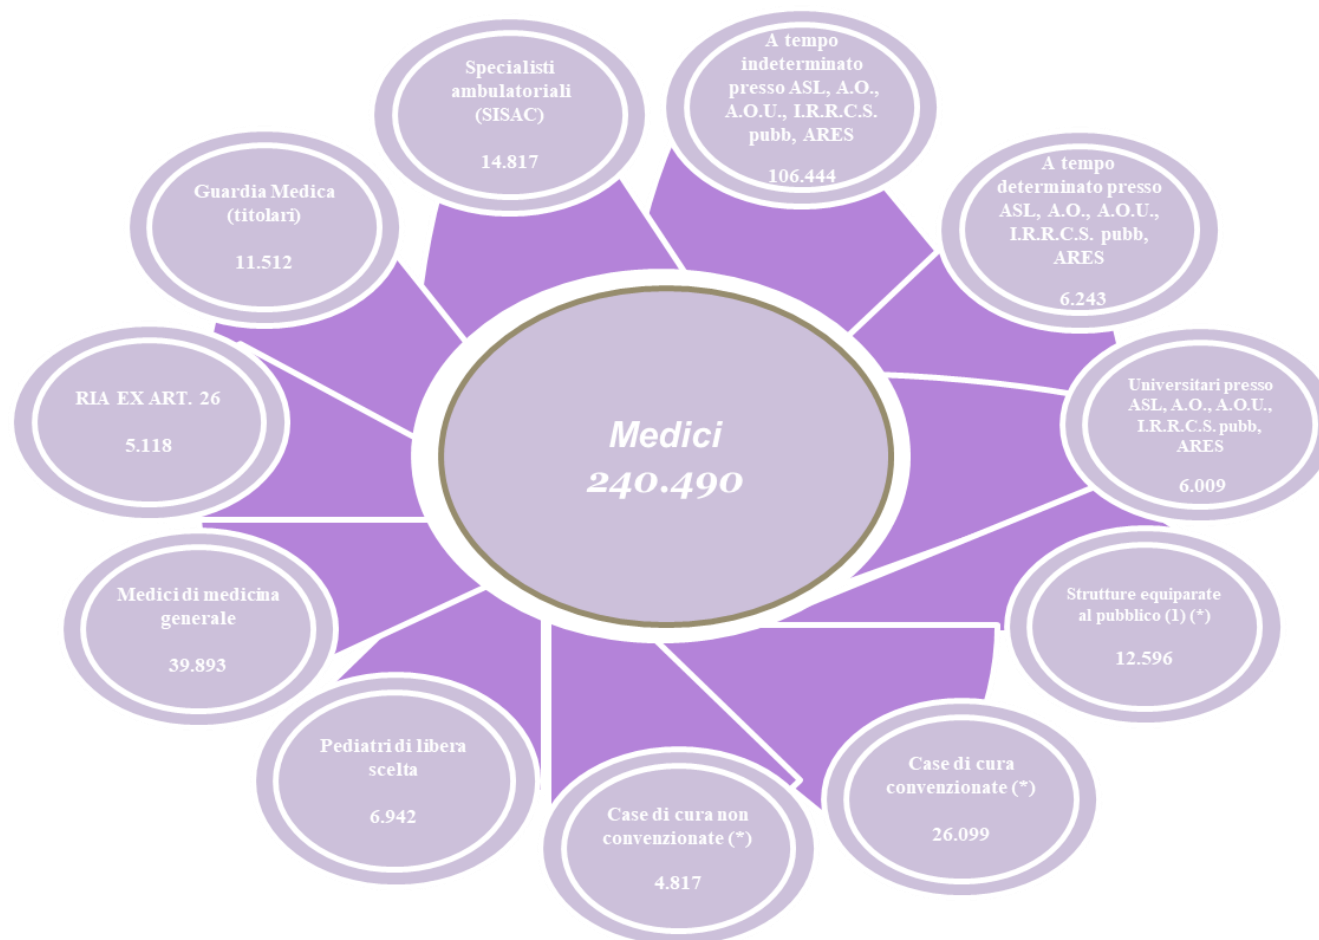 A tempo
indeterminato
presso ASL, A.O.,
A.O.U., I.R.R.C.S.
pubb, ARES
106.444
Specialisti
ambulatoriali
(SISAC)
14.817
A tempo
determinato presso
ASL, A.O., A.O.U.,
I.R.R.C.S. pubb,
ARES
6.243
Guardia Medica
(titolari)
11.512
Universitari presso
ASL, A.O., A.O.U.,
I.R.R.C.S. pubb,
ARES
6.009
RIA EX ART. 26
5.118
Medici
240.490
Strutture equiparate
al pubblico (1) (*)
12.596
Medici di medicina
generale
39.893
Pediatri di libera
scelta
6.942
Case di cura
convenzionate (*)
26.099
Case di cura non
convenzionate (*)
4.817